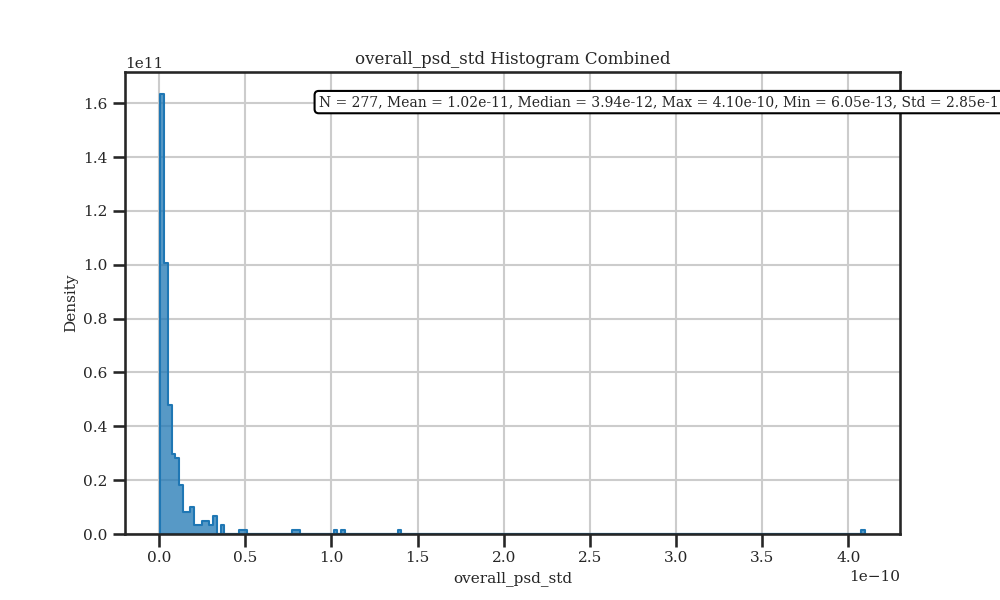 overall_psd_std Histogram Combined
1e11
N = 277, Mean = 1.02e-11, Median = 3.94e-12, Max = 4.10e-10, Min = 6.05e-13, Std = 2.85e-1
1.6
1.4
1.2
1.0
0.8
0.6
0.4
0.2
0.0
Density
0.0 0.5 1.0 1.5 2.0 2.5 3.0 3.5 4.0
1e−10
overall_psd_std